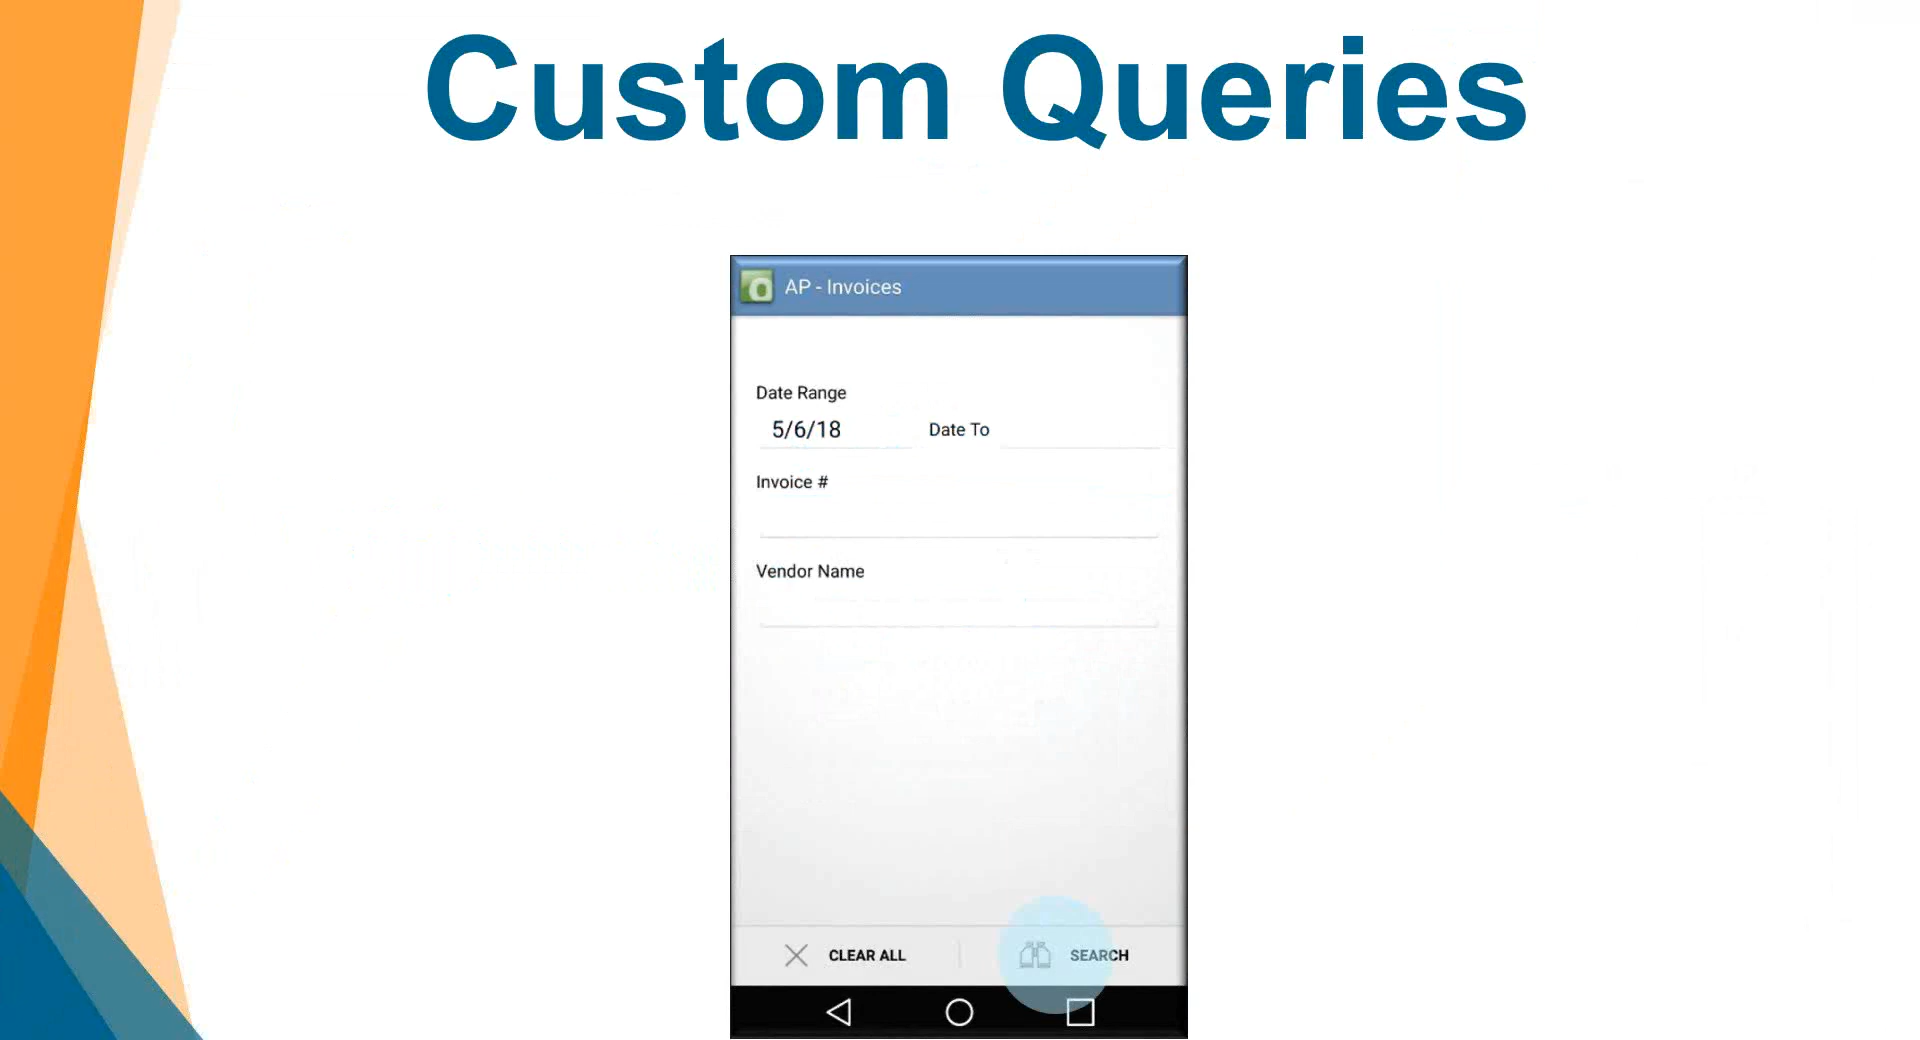 Custom Queries
AP - Invoices
Date Range
5/6/18 Date To
Invoice #
Vendor Name
CLEAR ALL SEARCH